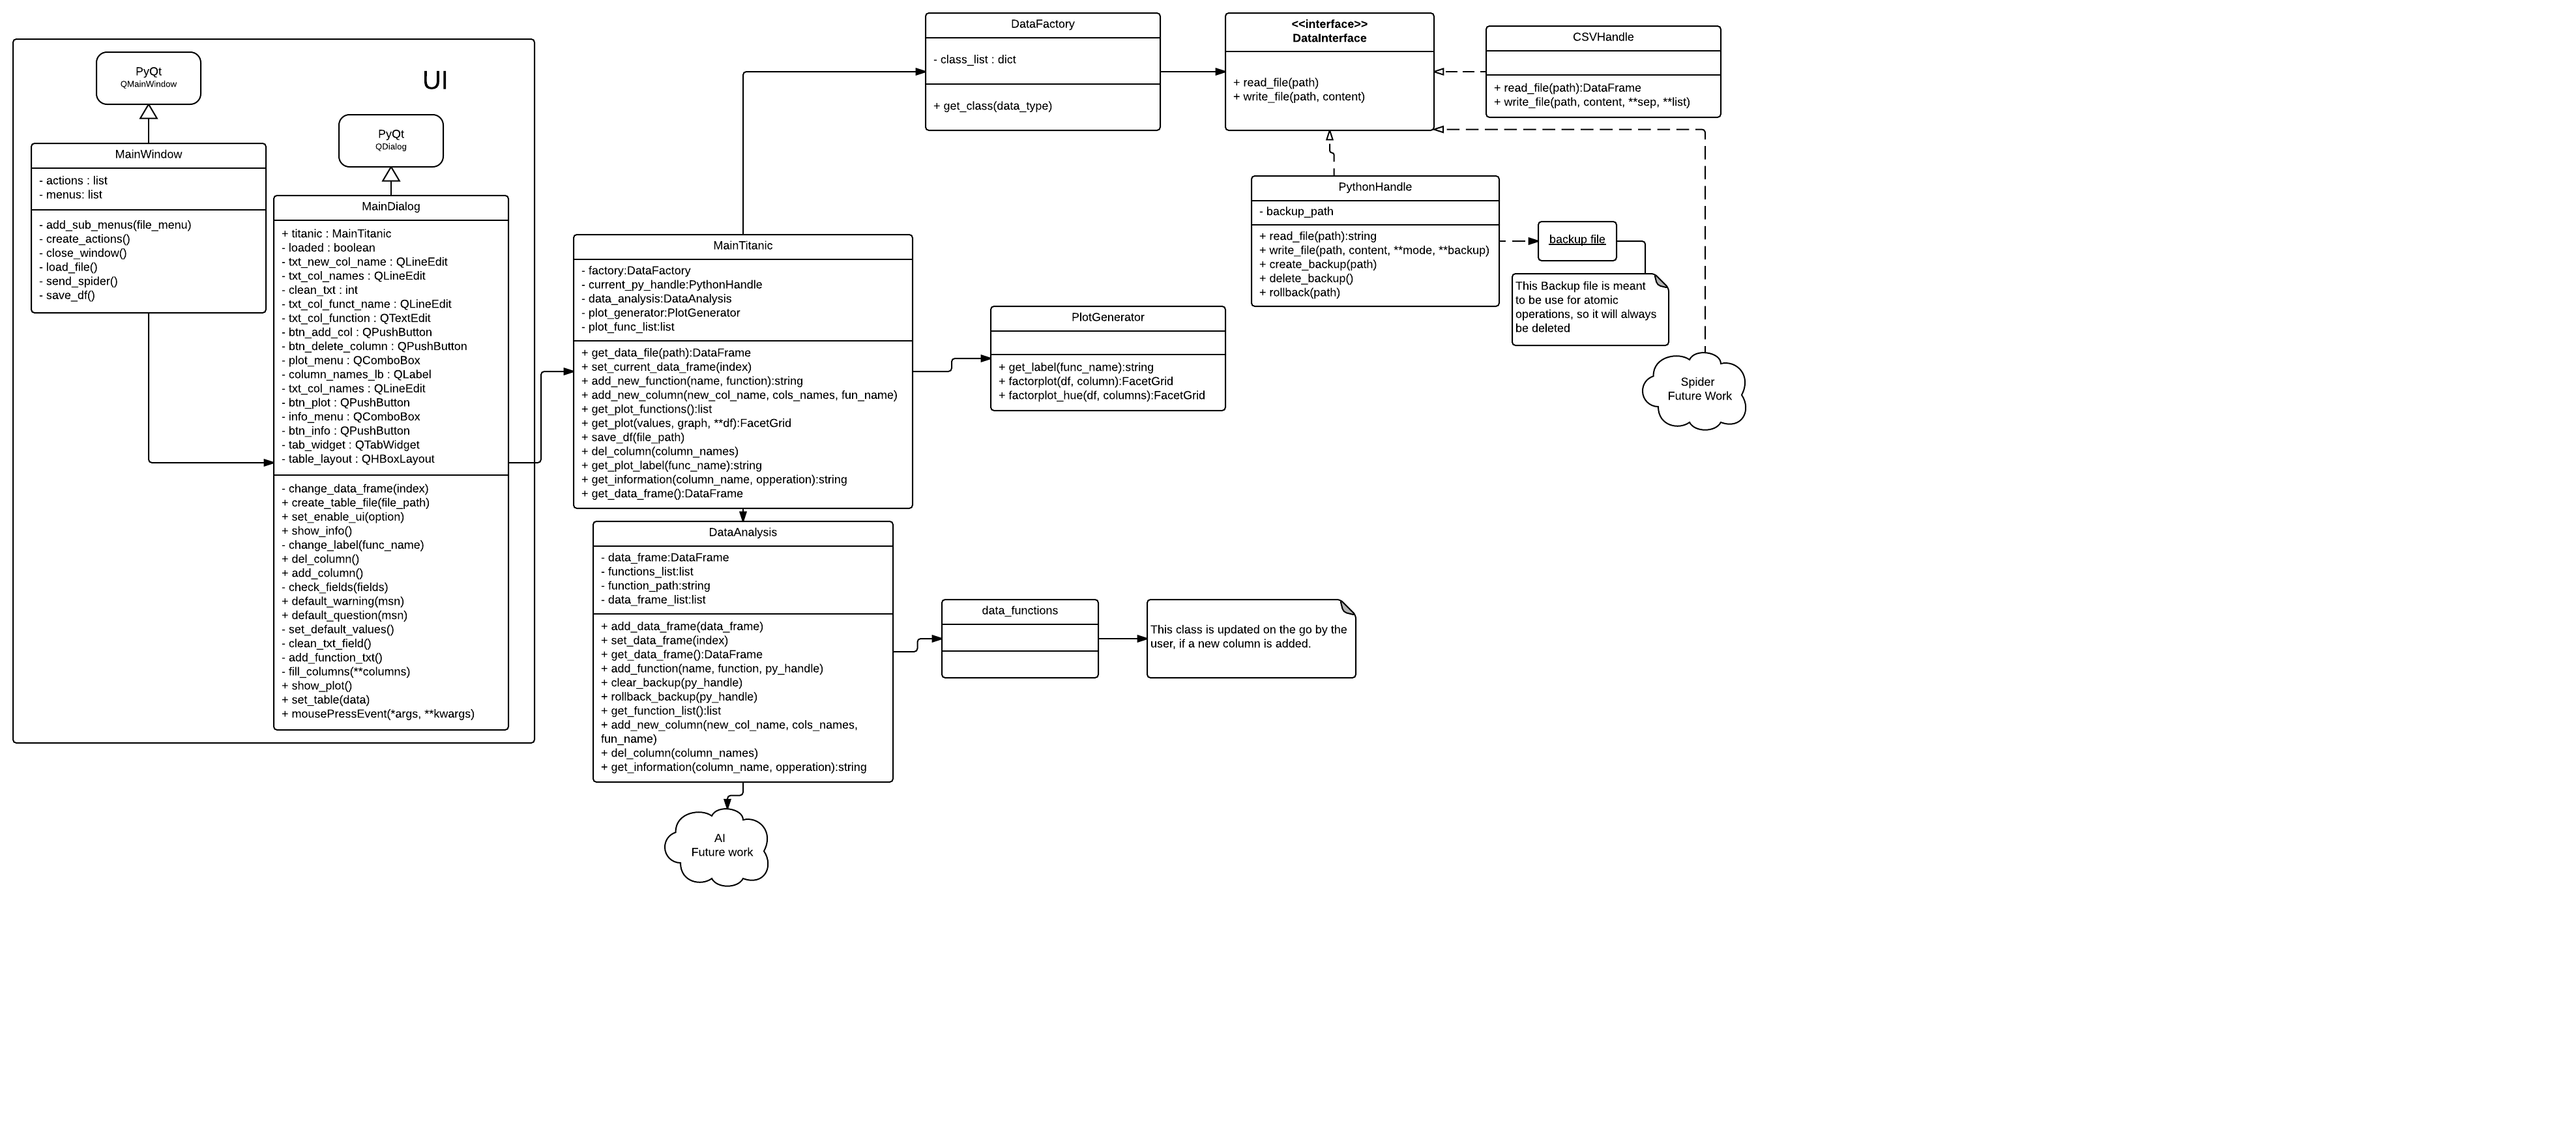 UI
PyQt
QMainWindow
MainWindow
- actions : list
- menus: list
- add_sub_menus(file_menu)
- create_actions()
- close_window()
- load_file()
- send_spider()
- save_df()
PyQt
QDialog
MainDialog
+ titanic : MainTitanic
- loaded : boolean
- txt_new_col_name : QLineEdit
- txt_col_names : QLineEdit
- clean_txt : int
- txt_col_funct_name : QLineEdit
- txt_col_function : QTextEdit
- btn_add_col : QPushButton
- btn_delete_column : QPushButton
- plot_menu : QComboBox
- column_names_lb : QLabel
- txt_col_names : QLineEdit
- btn_plot : QPushButton
- info_menu : QComboBox
- btn_info : QPushButton
- tab_widget : QTabWidget
- table_layout : QHBoxLayout
- change_data_frame(index)
+ create_table_file(file_path)
+ set_enable_ui(option)
+ show_info()
- change_label(func_name)
+ del_column()
+ add_column()
- check_fields(fields)
+ default_warning(msn)
+ default_question(msn)
- set_default_values()
- clean_txt_field()
- add_function_txt()
- fill_columns(**columns)
+ show_plot()
+ set_table(data)
+ mousePressEvent(*args, **kwargs)
MainTitanic
- factory:DataFactory
- current_py_handle:PythonHandle
- data_analysis:DataAnalysis
- plot_generator:PlotGenerator
- plot_func_list:list
+ get_data_file(path):DataFrame
+ set_current_data_frame(index)
+ add_new_function(name, function):string
+ add_new_column(new_col_name, cols_names, fun_name)
+ get_plot_functions():list
+ get_plot(values, graph, **df):FacetGrid
+ save_df(file_path)
+ del_column(column_names)
+ get_plot_label(func_name):string
+ get_information(column_name, opperation):string
+ get_data_frame():DataFrame
DataAnalysis
- data_frame:DataFrame
- functions_list:list
- function_path:string
- data_frame_list:list
+ add_data_frame(data_frame)
+ set_data_frame(index)
+ get_data_frame():DataFrame
+ add_function(name, function, py_handle)
+ clear_backup(py_handle)
+ rollback_backup(py_handle)
+ get_function_list():list
+ add_new_column(new_col_name, cols_names,
fun_name)
+ del_column(column_names)
+ get_information(column_name, opperation):string
AI
Future work
DataFactory
- class_list : dict
+ get_class(data_type)
<<interface>>
DataInterface
+ read_file(path)
+ write_file(path, content)
CSVHandle
+ read_file(path):DataFrame
+ write_file(path, content, **sep, **list)
PythonHandle
- backup_path
+ read_file(path):string
+ write_file(path, content, **mode, **backup)
+ create_backup(path)
+ delete_backup()
+ rollback(path)
backup file
This Backup file is meant
to be use for atomic
operations, so it will always
be deleted
Spider
Future Work
PlotGenerator
+ get_label(func_name):string
+ factorplot(df, column):FacetGrid
+ factorplot_hue(df, columns):FacetGrid
data_functions
This class is updated on the go by the
user, if a new column is added.